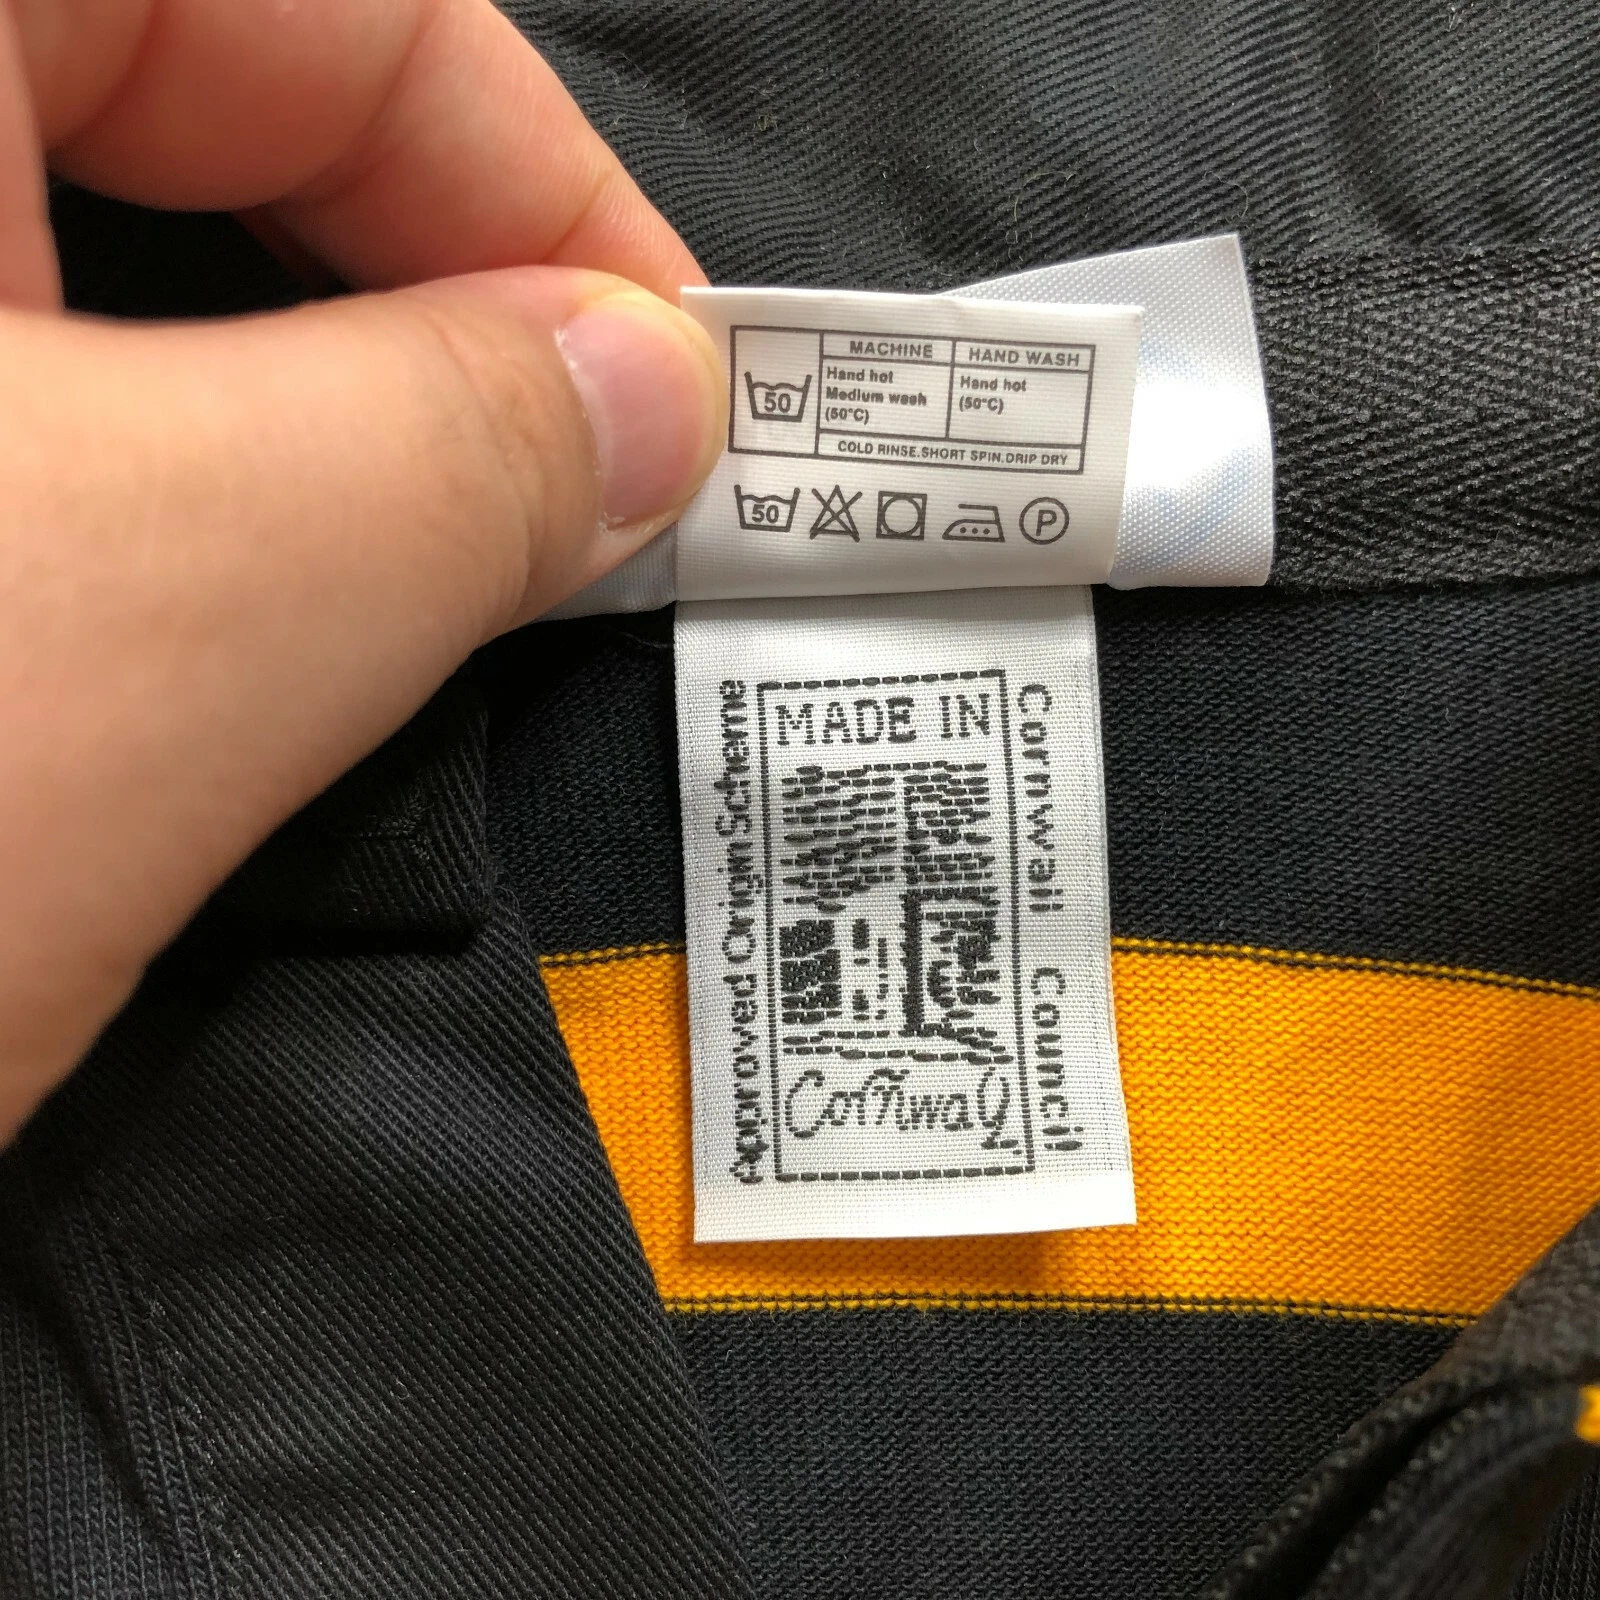 MACHINE
HAND WASH
50
Hand hot
Medium wash
(50°C)
Hand hot
(50°C)
COLD RINSE.SHORT SPIN.DRIP DRY
50
P
Approved Origin Scheme
MADE IN
Cornwall
Cornwall Council